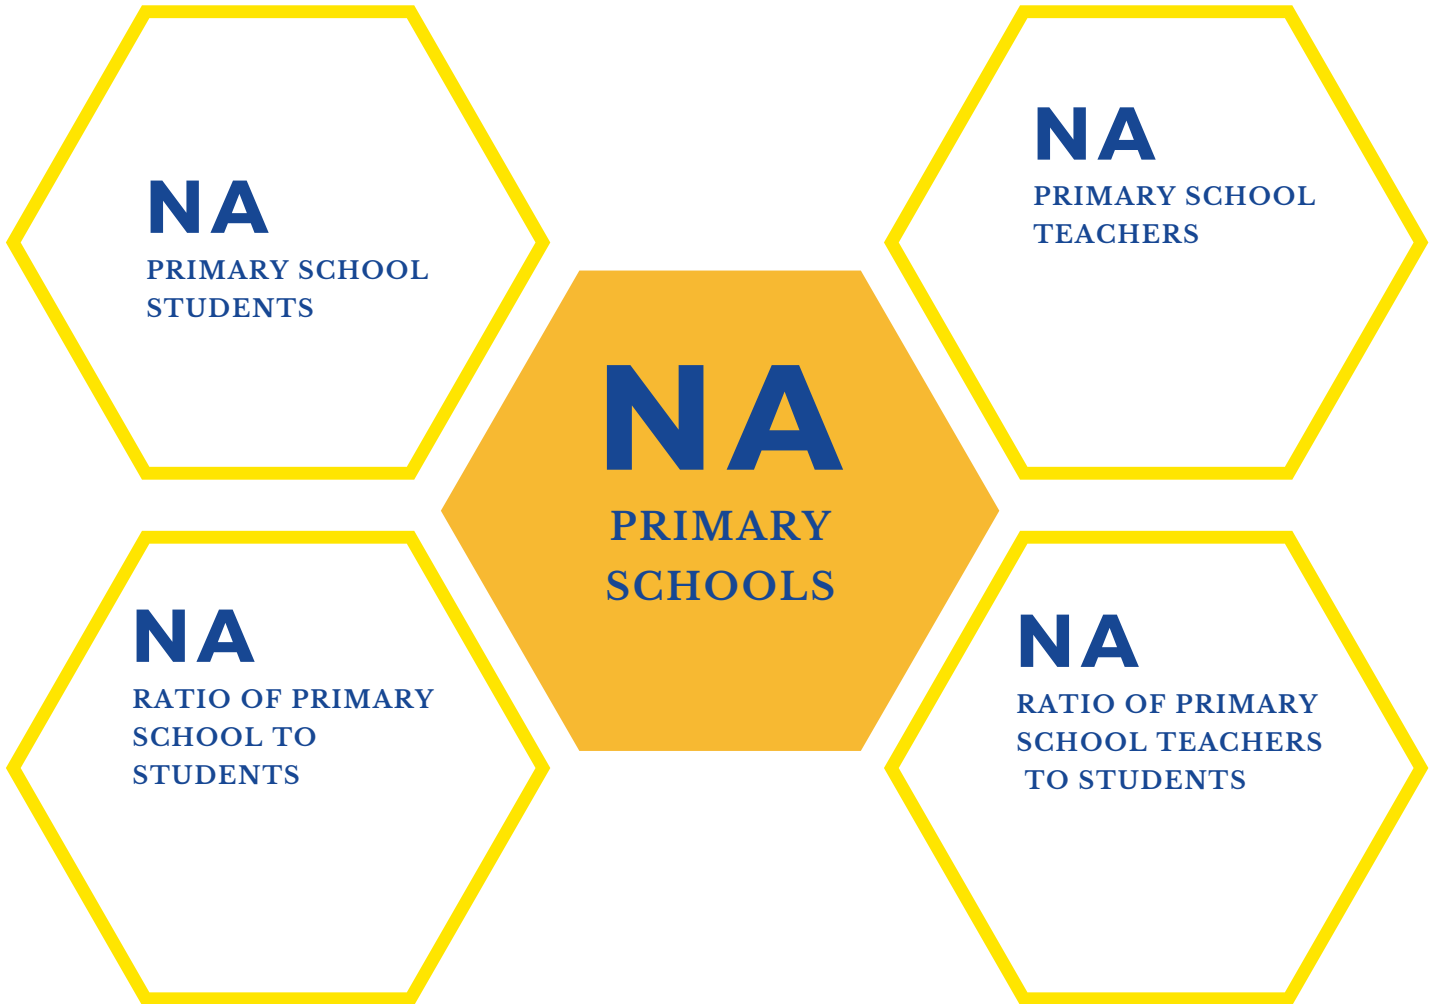 NA
PRIMARY SCHOOL
STUDENTS
NA
PRIMARY SCHOOL
TEACHERS
NA
PRIMARY
SCHOOLS
NA
RATIO OF PRIMARY
SCHOOL TO
STUDENTS
NA
RATIO OF PRIMARY
SCHOOL TEACHERS
TO STUDENTS